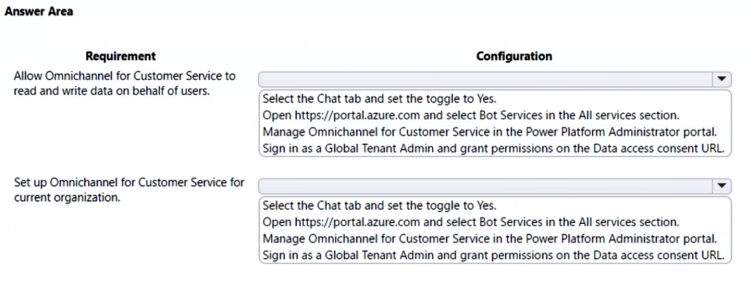 Answer Area
Requirement
Configuration
Allow Omnichannel for Customer Service to
read and write data on behalf of users.
Select the Chat tab and set the toggle to Yes.
Open https://portal.azure.com and select Bot Services in the All services section.
Manage Omnichannel for Customer Service in the Power Platform Administrator portal.
Sign in as a Global Tenant Admin and grant permissions on the Data access consent URL.
Set up Omnichannel for Customer Service for
current organization.
Select the Chat tab and set the toggle to Yes.
Open https://portal.azure.com and select Bot Services in the All services section.
Manage Omnichannel for Customer Service in the Power Platform Administrator portal.
Sign in as a Global Tenant Admin and grant permissions on the Data access consent URL.